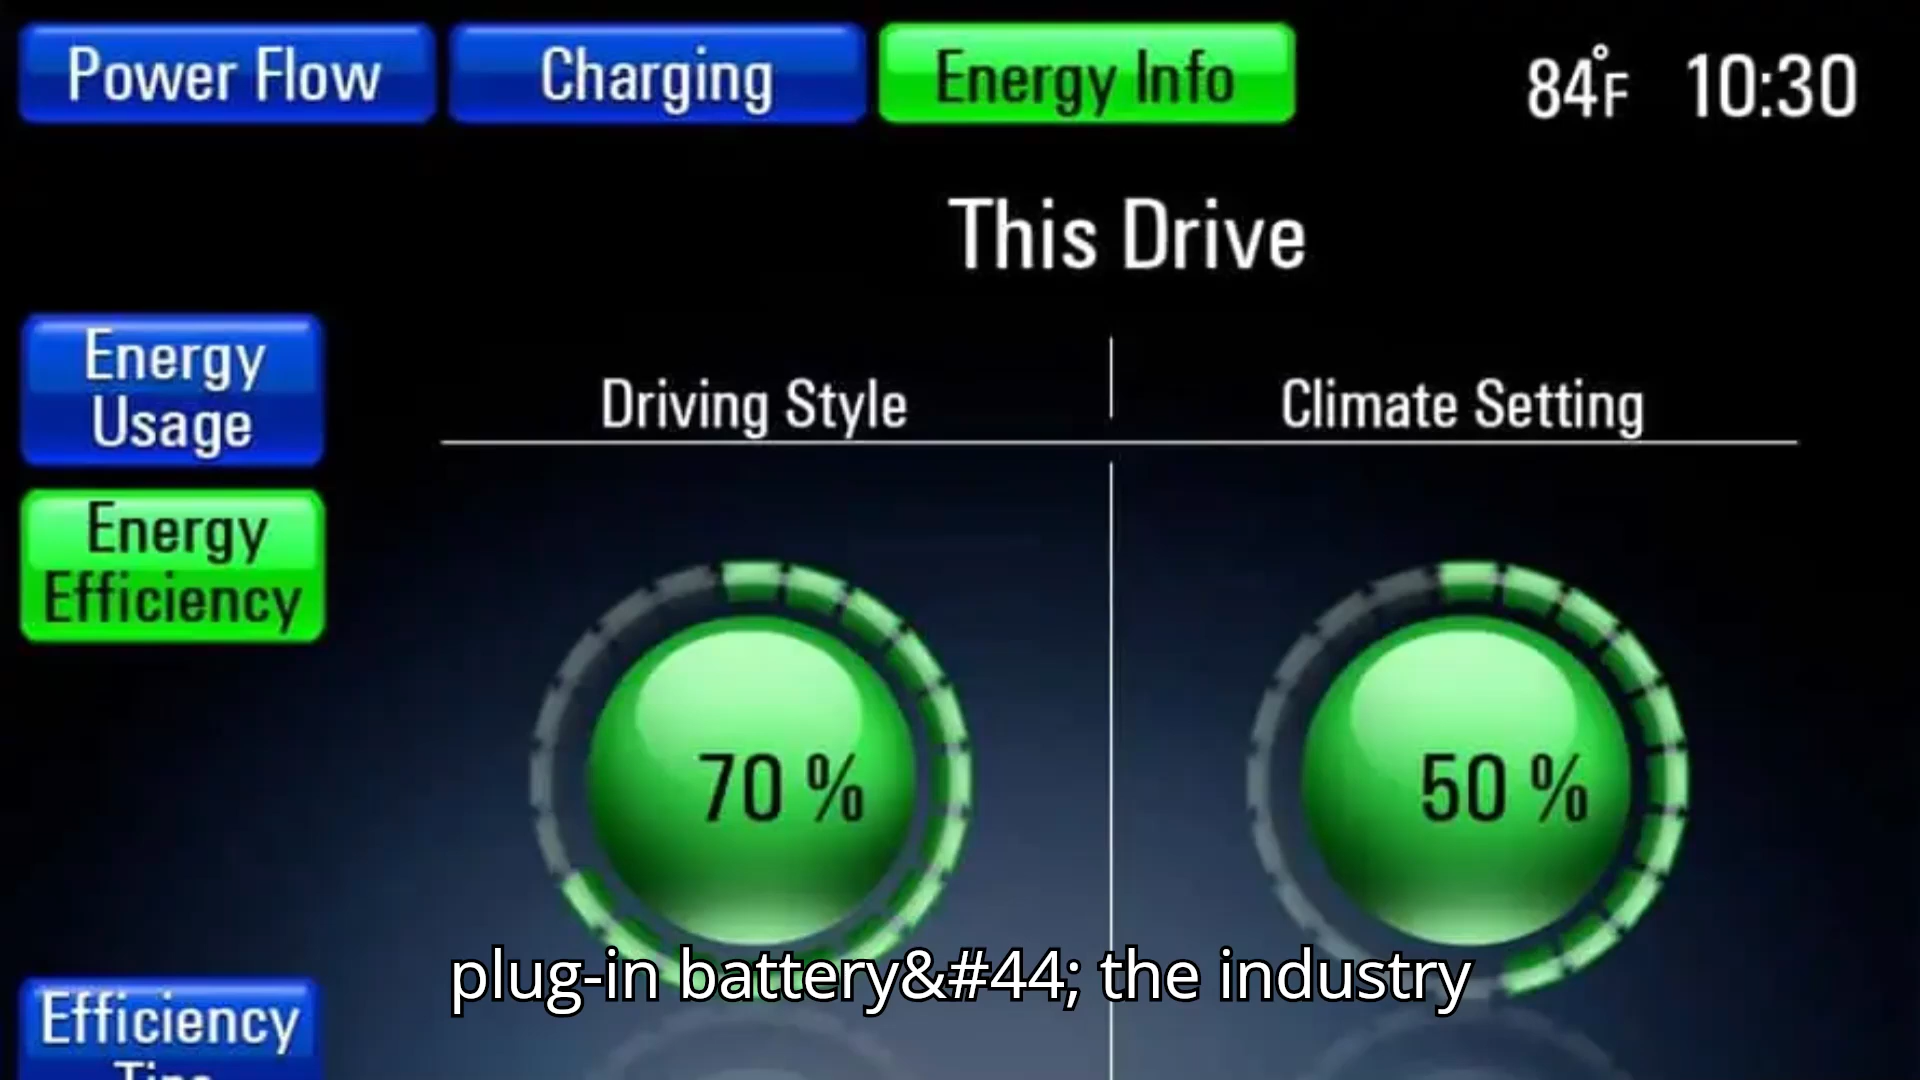 Power Flow
Charging
Energy Info
84°F 10:30
This Drive
Energy
Usage
Driving Style
Climate Setting
Energy
Efficiency
70 %
50 %
plug-in battery&#44; the industry
Efficiency
Tips